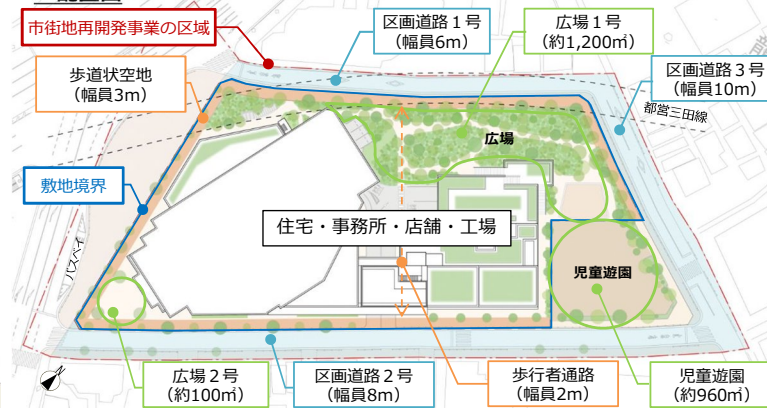 市街地再開発事業の区域
区画道路１号
（幅員6m）
広場１号
（約1,200㎡）
歩道状空地
（幅員3m）
区画道路３号
（幅員10m）
都営三田線
広場
敷地境界
住宅・事務所・店舗・工場
バスベイ
児童遊園
広場２号
（約100㎡）
区画道路２号
（幅員8m）
歩行者通路
（幅員2m）
児童遊園
（約960㎡）